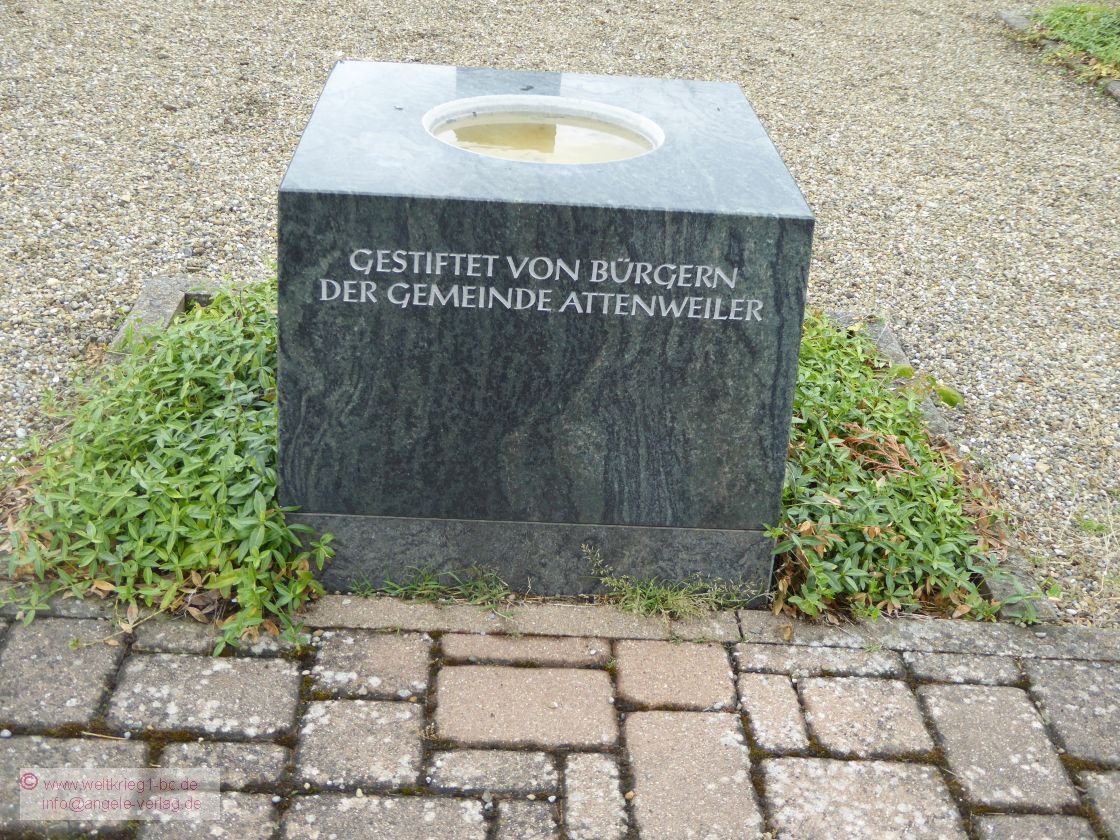 GESTIFTET VON BÜRGERN
DER GEMEINDE ATTENWEILER
© www.weltkrieg1-bc.de
info@angele-verlag.de